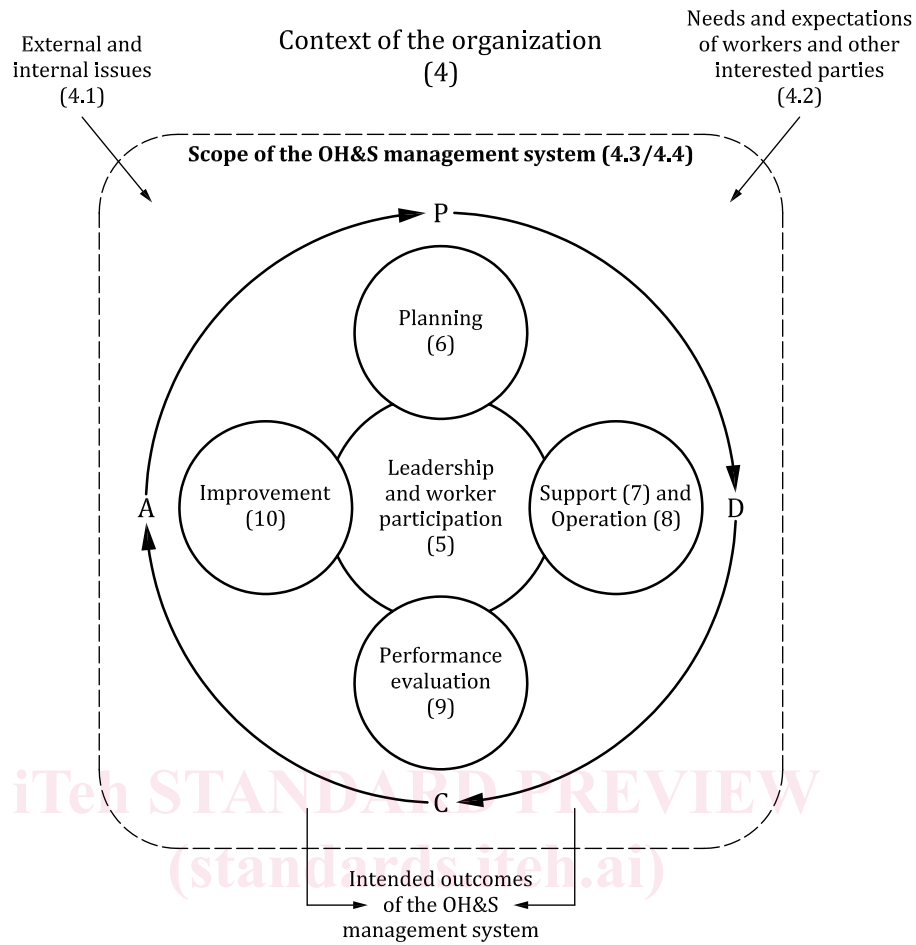 External and
internal issues
(4.1)
Context of the organization
(4)
Needs and expectations
of workers and other
interested parties
(4.2)
Scope of the OH&S management system (4.3/4.4)
P
Planning
(6)
A
Improvement
(10)
Leadership
and worker
participation
(5)
Support (7) and
Operation (8)
D
Performance
evaluation
(9)
C
iTeh STANDARD PREVIEW
(standards.iteh.ai)
Intended outcomes
of the OH&S
management system